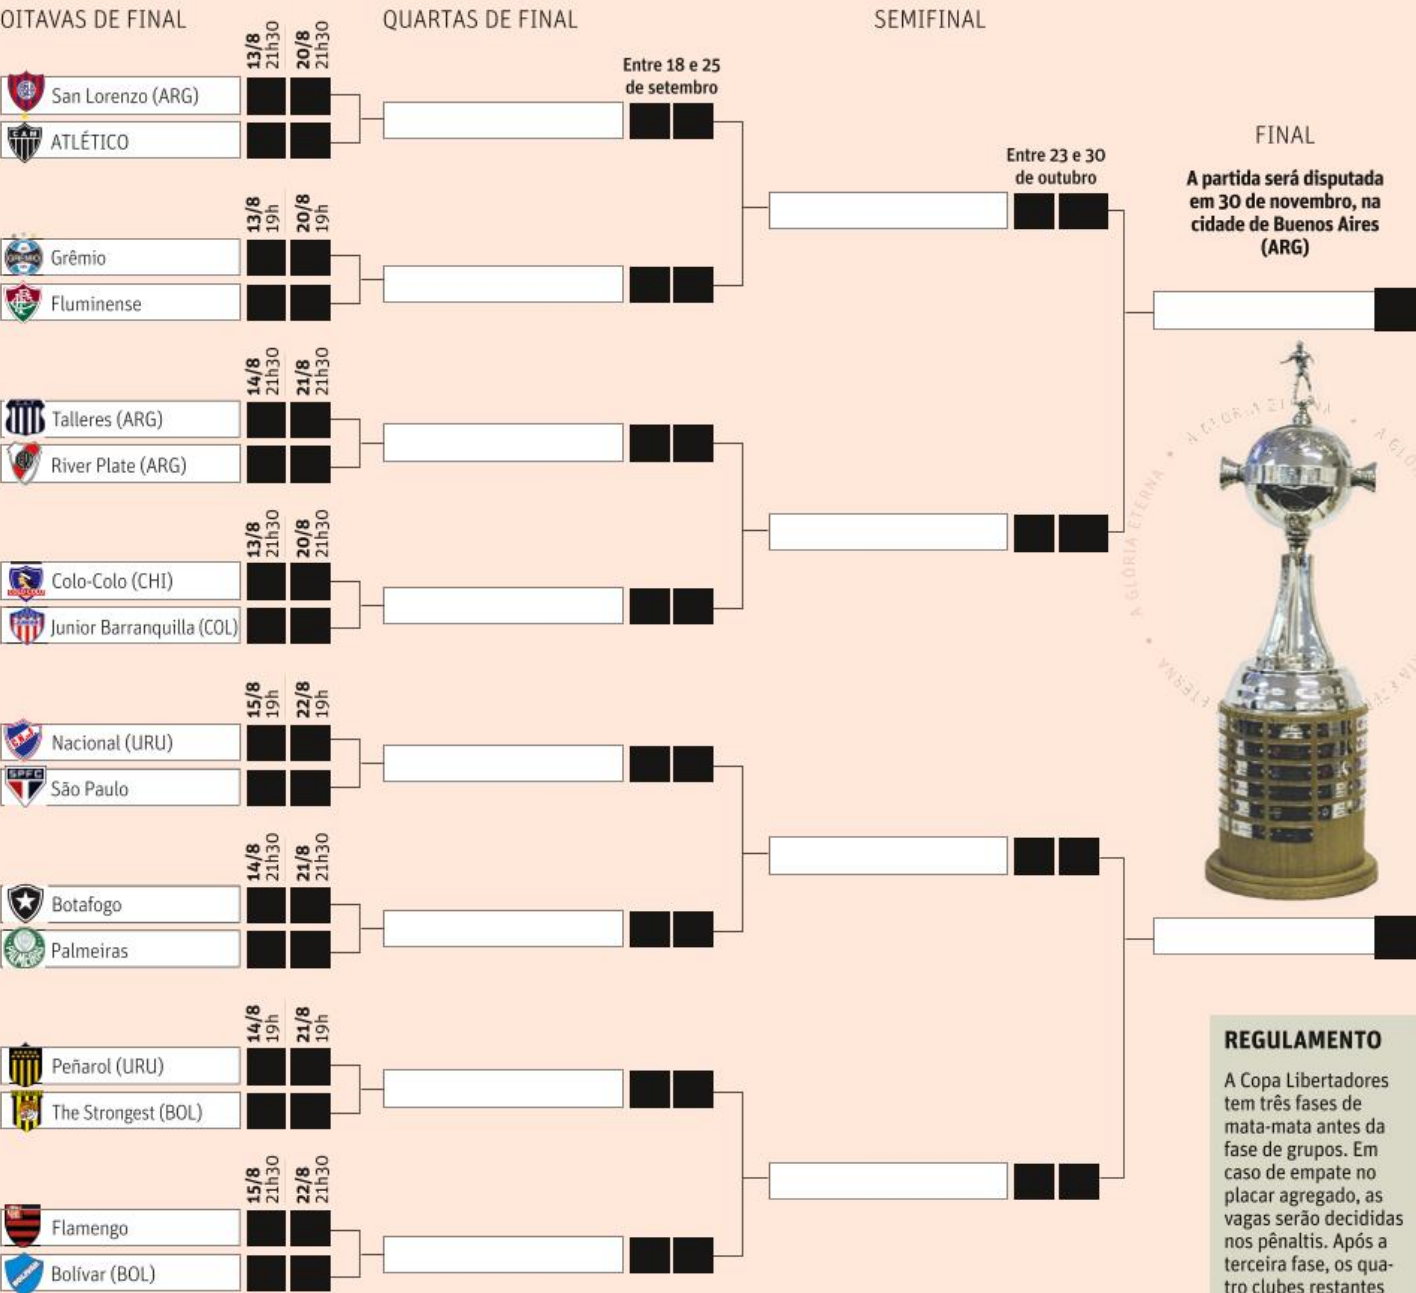 OITAVAS DE FINAL
QUARTAS DE FINAL
SEMIFINAL
13/8
21h30
20/8
21h30
San Lorenzo (ARG)
ATLÉTICO
13/8
19h
20/8
19h
Grêmio
Fluminense
14/8
21h30
21/8
21h30
Talleres (ARG)
River Plate (ARG)
13/8
21h30
20/8
21h30
Colo-Colo (CHI)
Junior Barranquilla (COL)
15/8
19h
22/8
19h
Nacional (URU)
SPFC
São Paulo
14/8
21h30
21/8
21h30
Botafogo
Palmeiras
14/8
19h
21/8
19h
Peñarol (URU)
The Strongest (BOL)
15/8
21h30
22/8
21h30
Flamengo
Bolívar (BOL)
Entre 18 e 25
de setembro
Entre 23 e 30
de outubro
FINAL
A partida será disputada
em 30 de novembro, na
cidade de Buenos Aires
(ARG)
A GLÓRIA ETERNA
REGULAMENTO
A Copa Libertadores
tem três fases de
mata-mata antes da
fase de grupos. Em
caso de empate no
placar agregado, as
vagas serão decididas
nos pênaltis. Após a
terceira fase, os qua-
tro clubes restantes